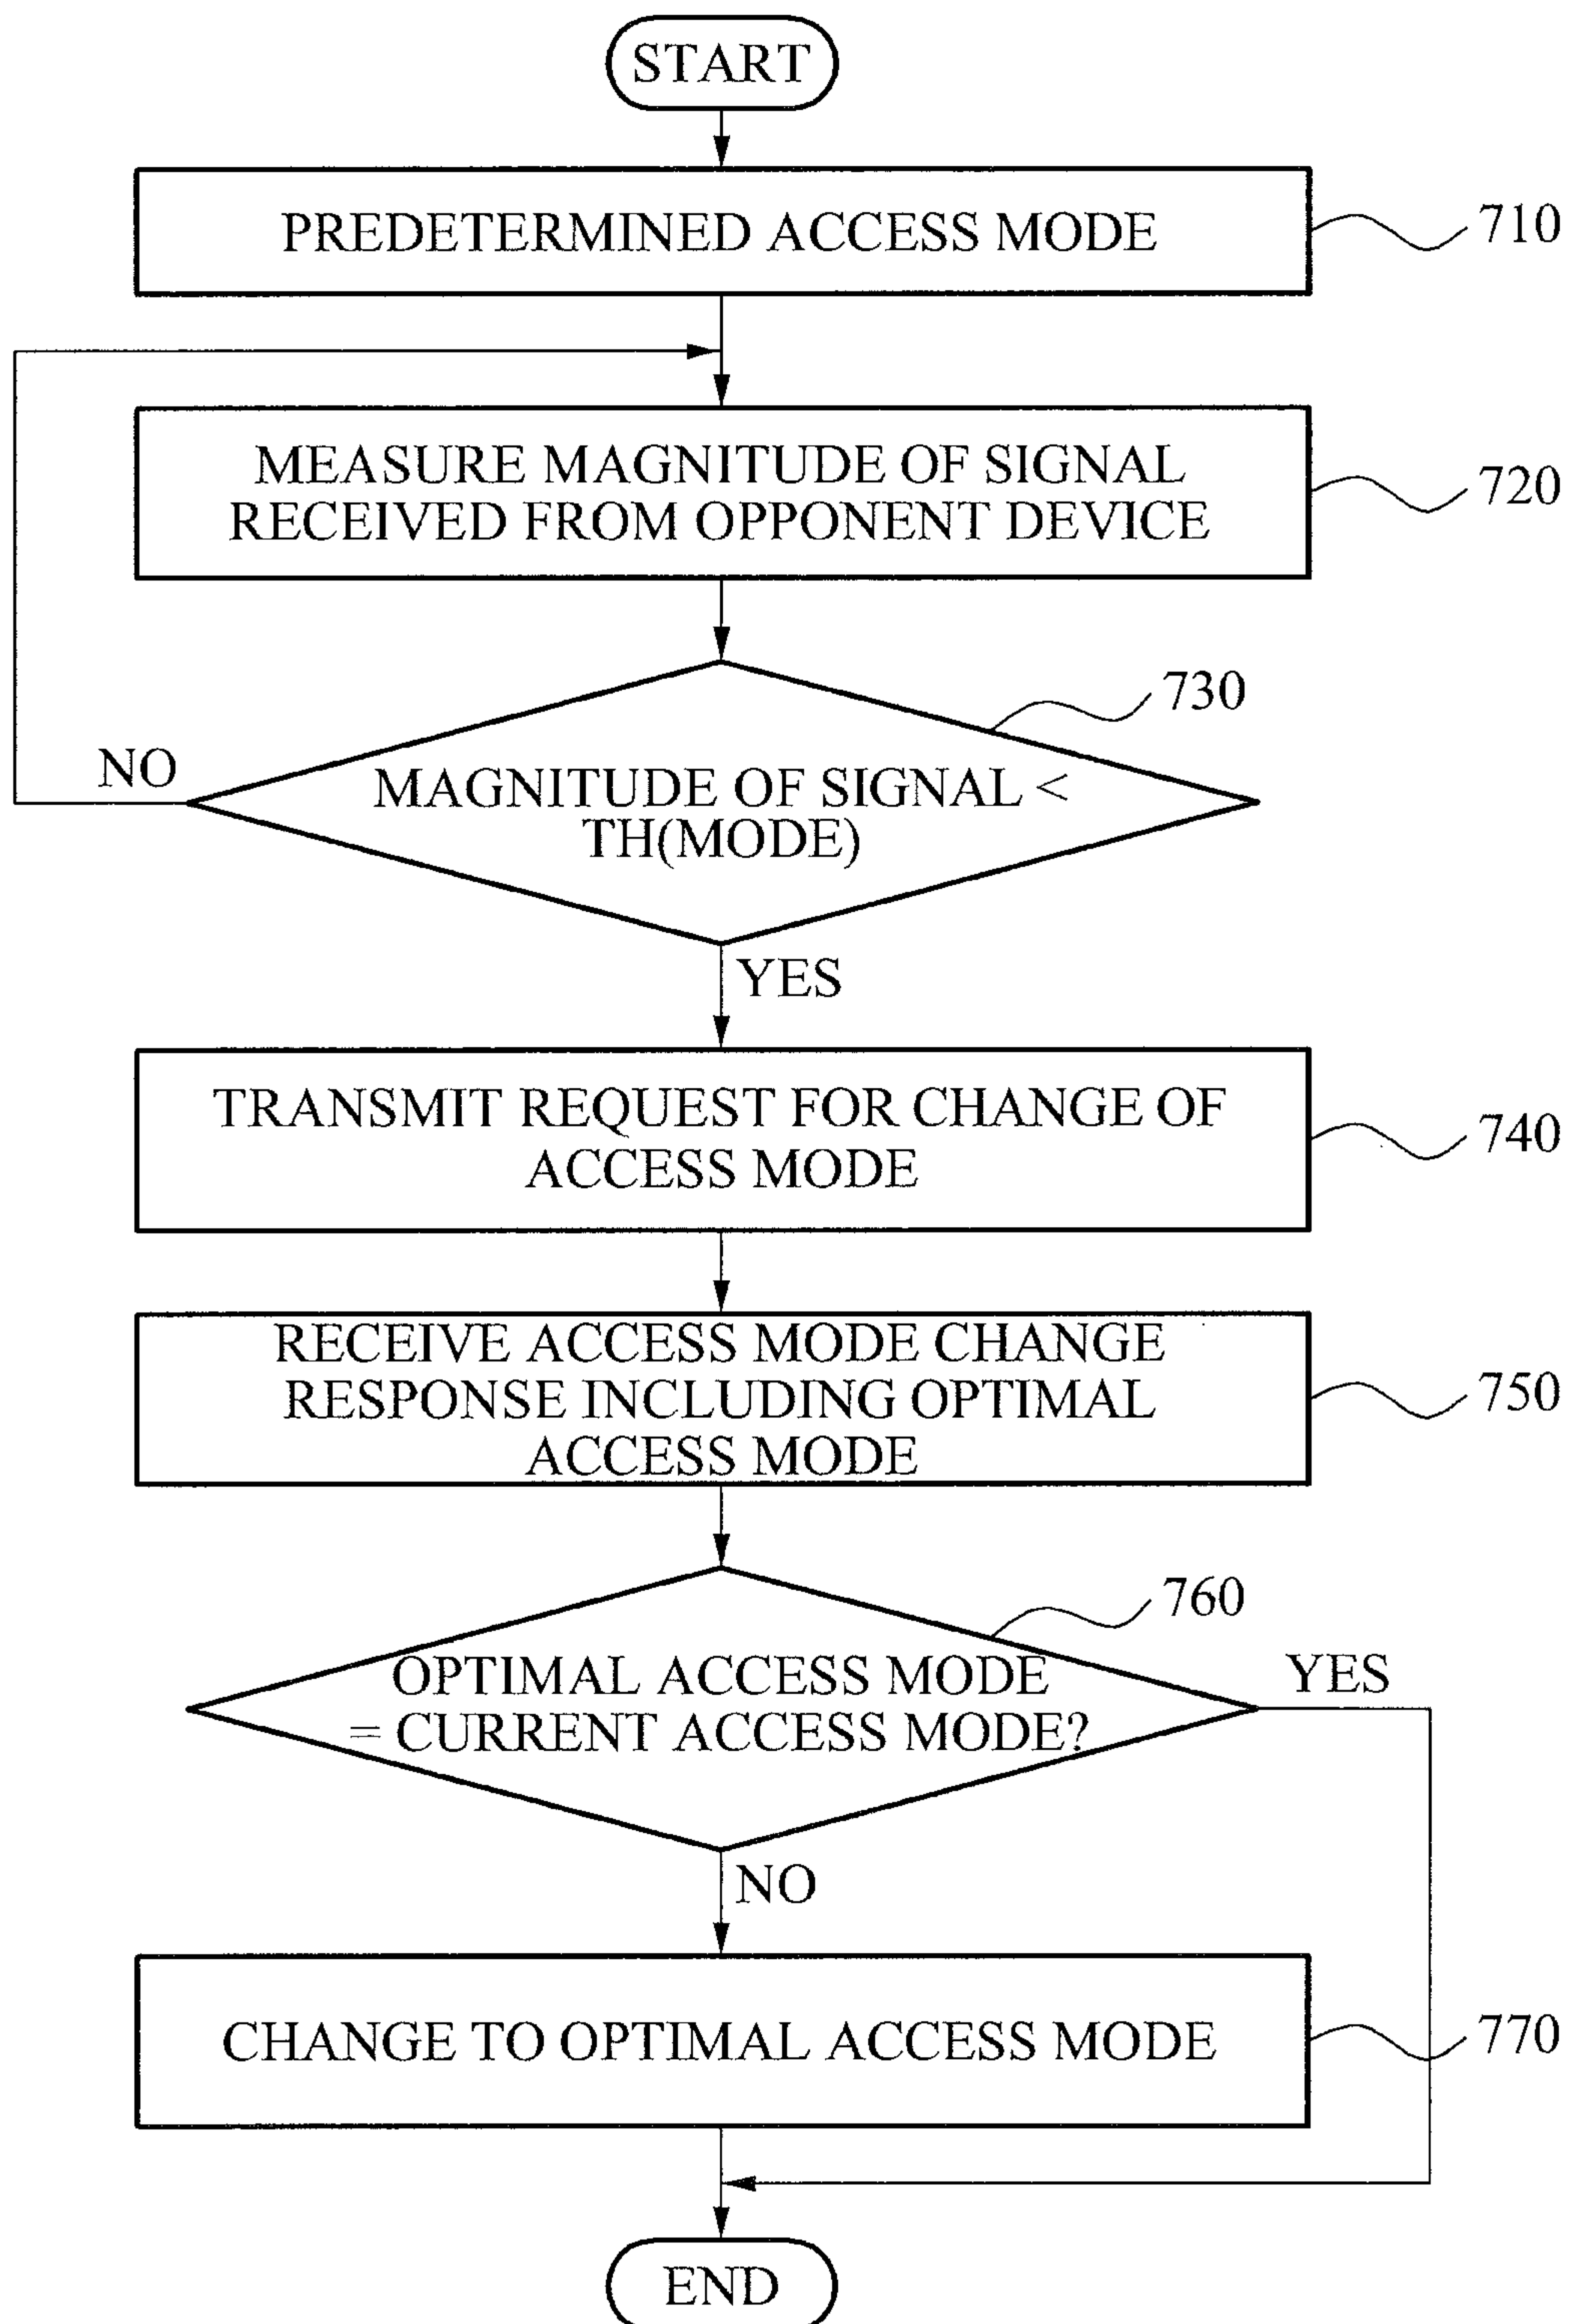 START
PREDETERMINED ACCESS MODE
710
MEASURE MAGNITUDE OF SIGNAL
RECEIVED FROM OPPONENT DEVICE
720
730
NO
MAGNITUDE OF SIGNAL <
TH(MODE)
YES
TRANSMIT REQUEST FOR CHANGE OF
ACCESS MODE
740
RECEIVE ACCESS MODE CHANGE
RESPONSE INCLUDING OPTIMAL
ACCESS MODE
750
760
OPTIMAL ACCESS MODE
= CURRENT ACCESS MODE?
YES
NO
CHANGE TO OPTIMAL ACCESS MODE
770
END